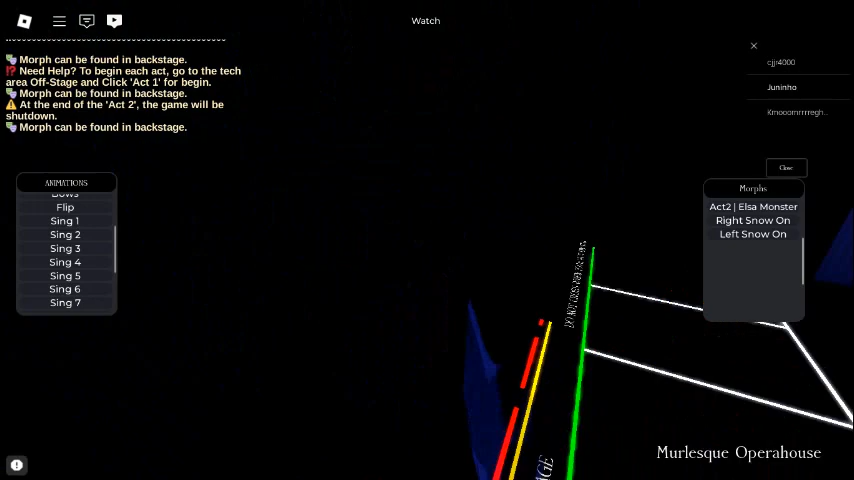 Watch
Morph can be found in backstage.
Need Help? To begin each act, go to the tech
area Off-Stage and Click 'Act 1' for begin.
Morph can be found in backstage.
At the end of the 'Act 2', the game will be
shutdown.
Morph can be found in backstage.
cjjr4000
Juninho
Kmooomrrrregh..
Close
ANIMATIONS
Bows
Flip
Sing 1
Sing 2
Sing 3
Sing 4
Sing 5
Sing 6
Sing 7
Morphs
Act2 | Elsa Monster
Right Snow On
Left Snow On
Murlesque Operahouse